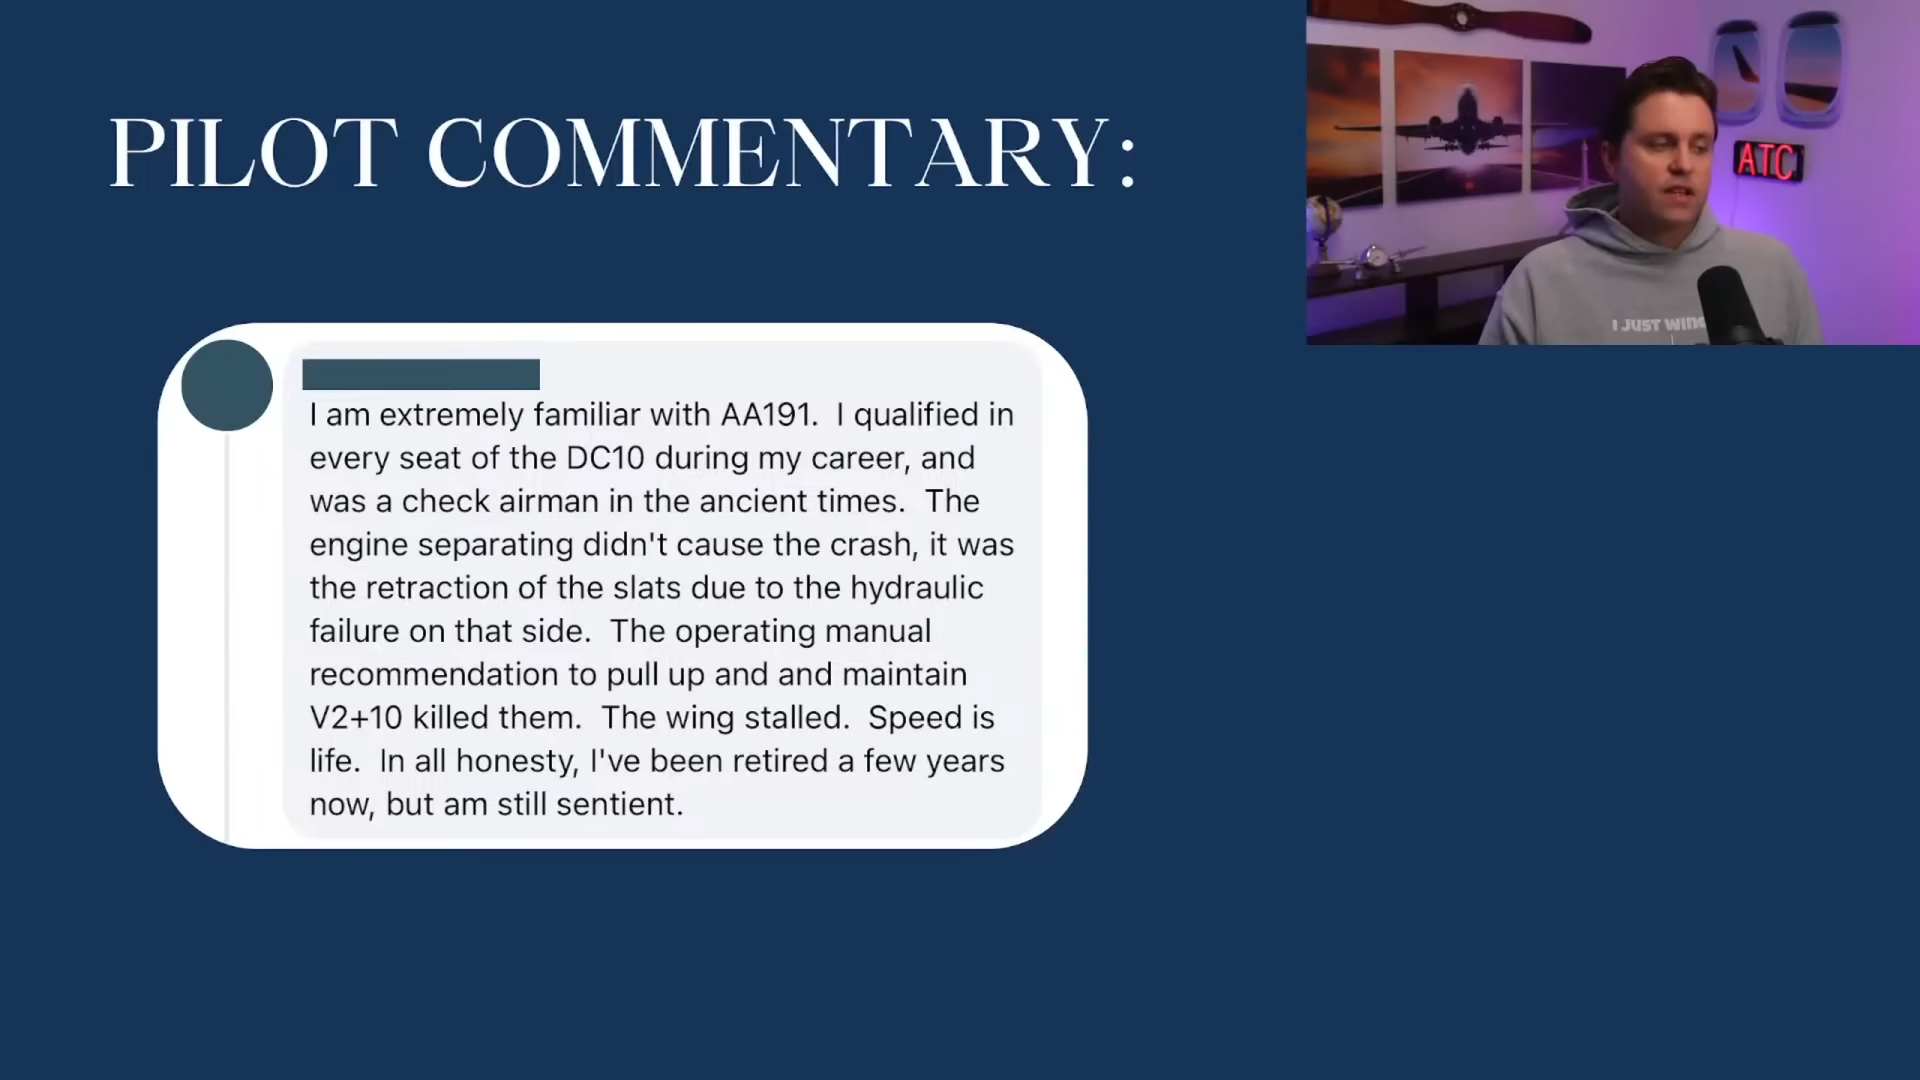 PILOT COMMENTARY:
ATC
I JUST WING
I am extremely familiar with AA191. I qualified in
every seat of the DC10 during my career, and
was a check airman in the ancient times. The
engine separating didn't cause the crash, it was
the retraction of the slats due to the hydraulic
failure on that side. The operating manual
recommendation to pull up and and maintain
V2+10 killed them. The wing stalled. Speed is
life. In all honesty, I've been retired a few years
now, but am still sentient.